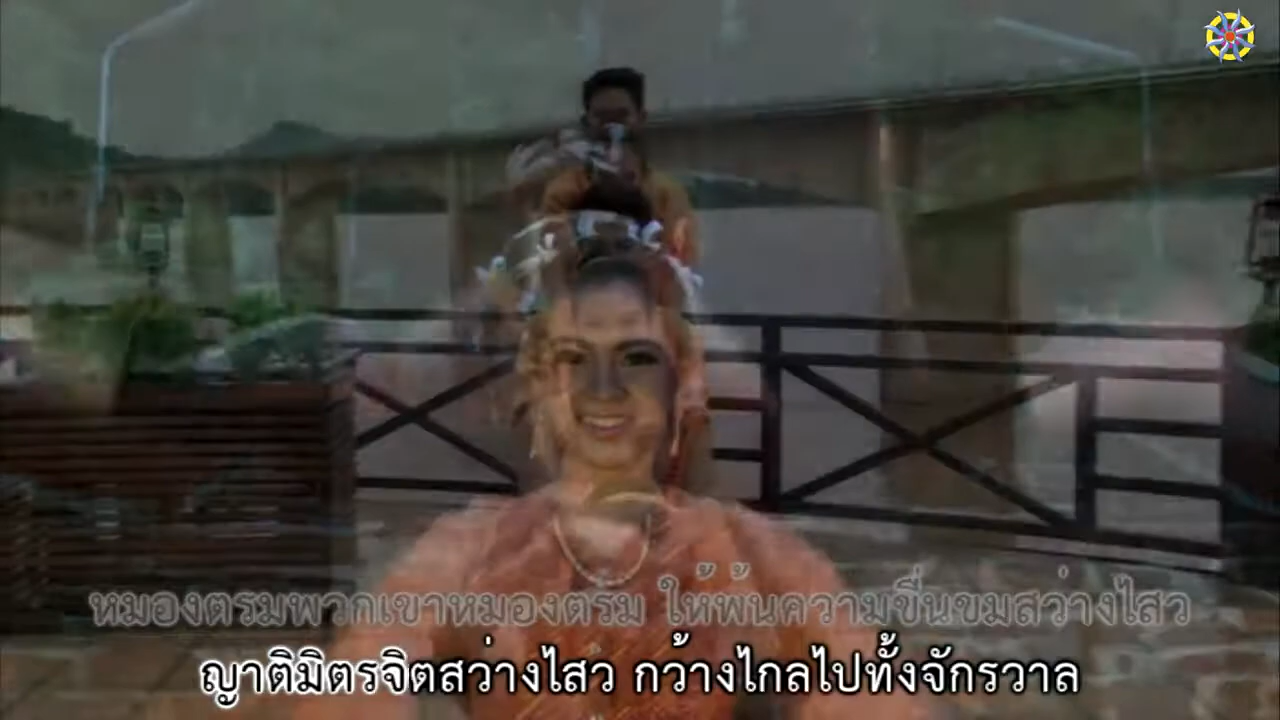 หมองตรมพวกเขาหมองตรม ให้พ้นความขื่นขมสว่างไสว
ญาติมิตรจิตสว่างไสว กว้างไกลไปทั้งจักรวาล